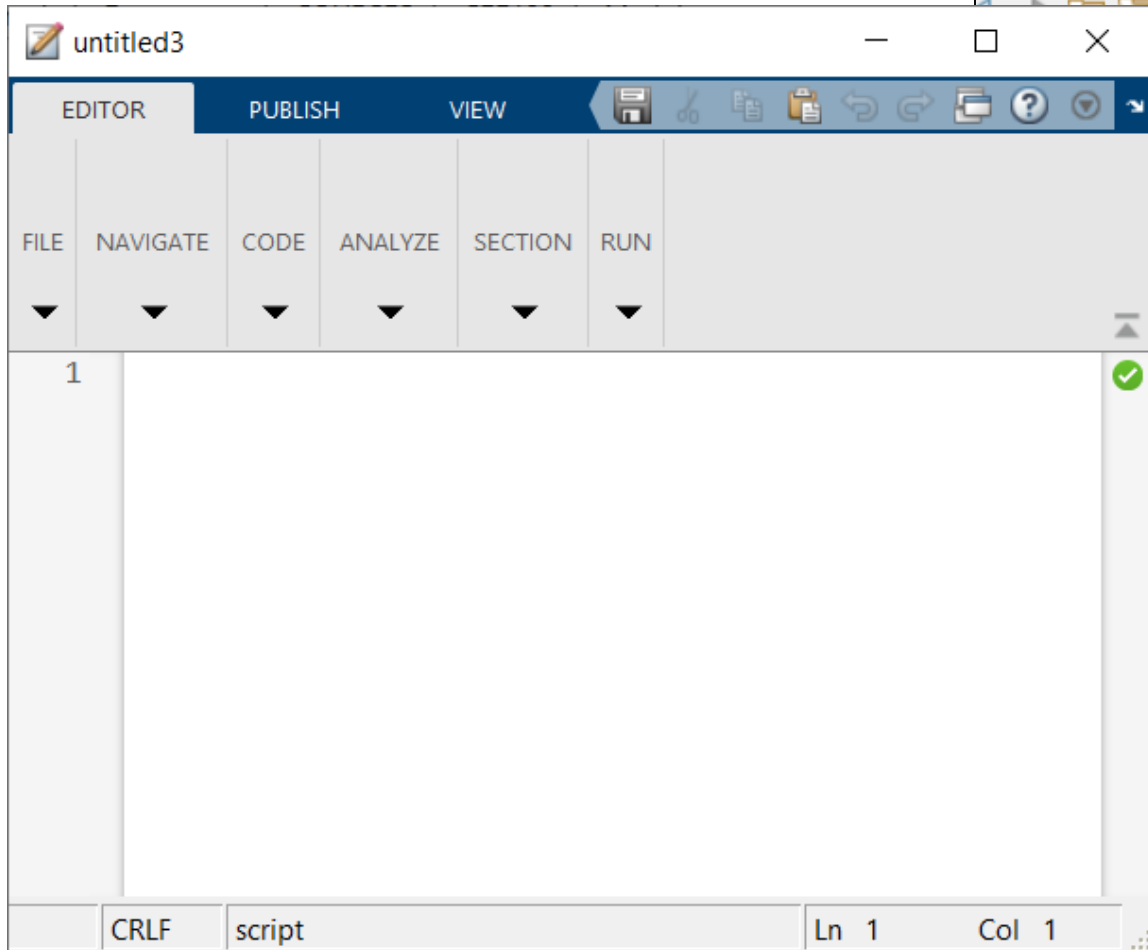 untitled3
EDITOR PUBLISH VIEW
FILE NAVIGATE CODE ANALYZE SECTION RUN
1
CRLF script Ln 1 Col 1